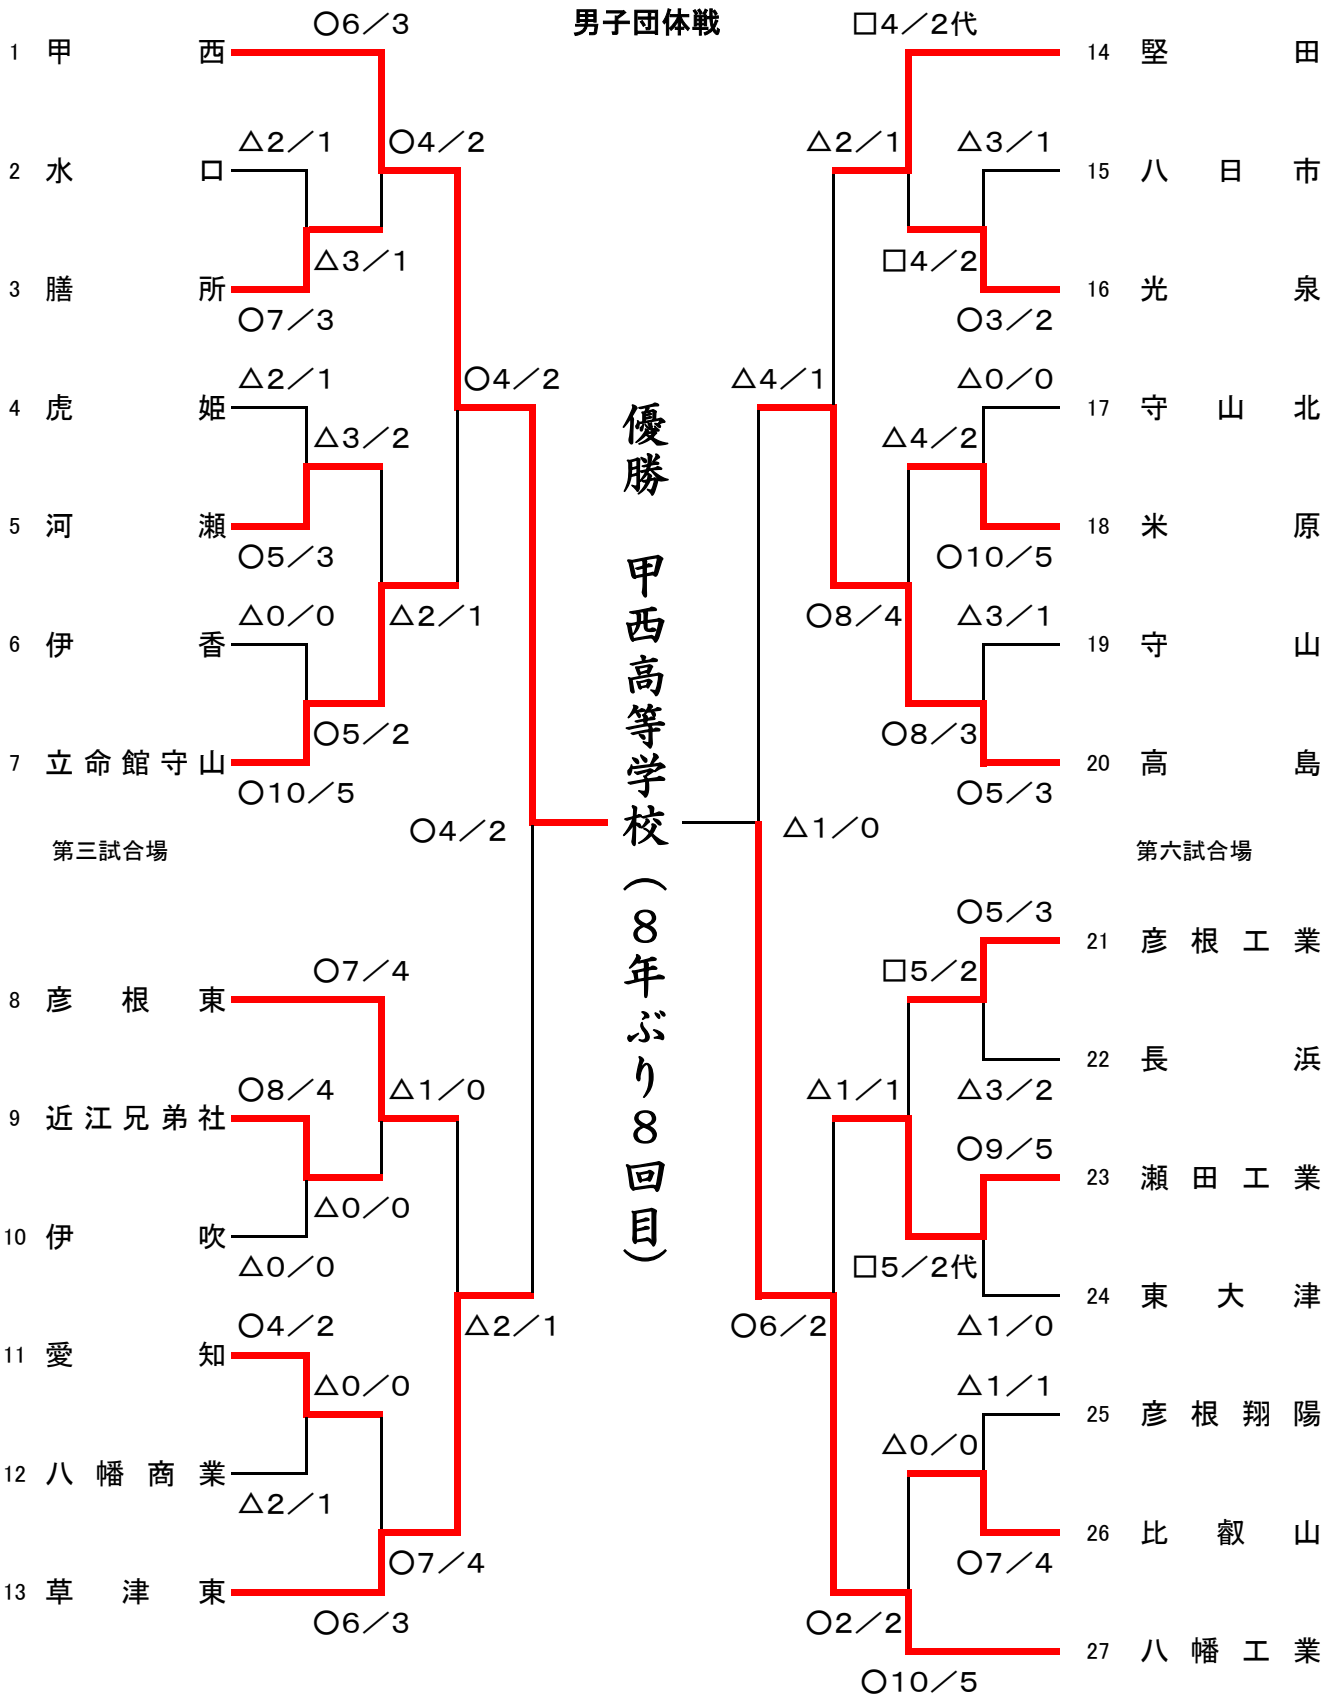 男子団体戦
○6／3
1 甲西
△2／1
○4／2
2 水口
△3／1
3 膳所
○7／3
△2／1
○4／2
4 虎姫
△3／2
5 河瀬
○5／3
△0／0
△2／1
6 伊香
○5／2
7 立命館守山
○10／5
○4／2
第三試合場
○7／4
8 彦根東
○8／4
△1／0
9 近江兄弟社
△0／0
10 伊吹
△0／0
○4／2
△2／1
11 愛知
△0／0
12 八幡商業
△2／1
○7／4
13 草津東
○6／3
優勝 甲西高等学校（8年ぶり8回目）
□4／2代
14 堅田
△2／1
△3／1
15 八日市
□4／2
16 光泉
○3／2
△4／1
△0／0
17 守山北
△4／2
18 米原
○10／5
○8／4
△3／1
19 守山
○8／3
20 高島
○5／3
△1／0
第六試合場
○5／3
21 彦根工業
□5／2
22 長浜
△1／1
△3／2
○9／5
23 瀬田工業
□5／2代
24 東大津
○6／2
△1／0
△1／1
25 彦根翔陽
△0／0
26 比叡山
○7／4
○2／2
27 八幡工業
○10／5